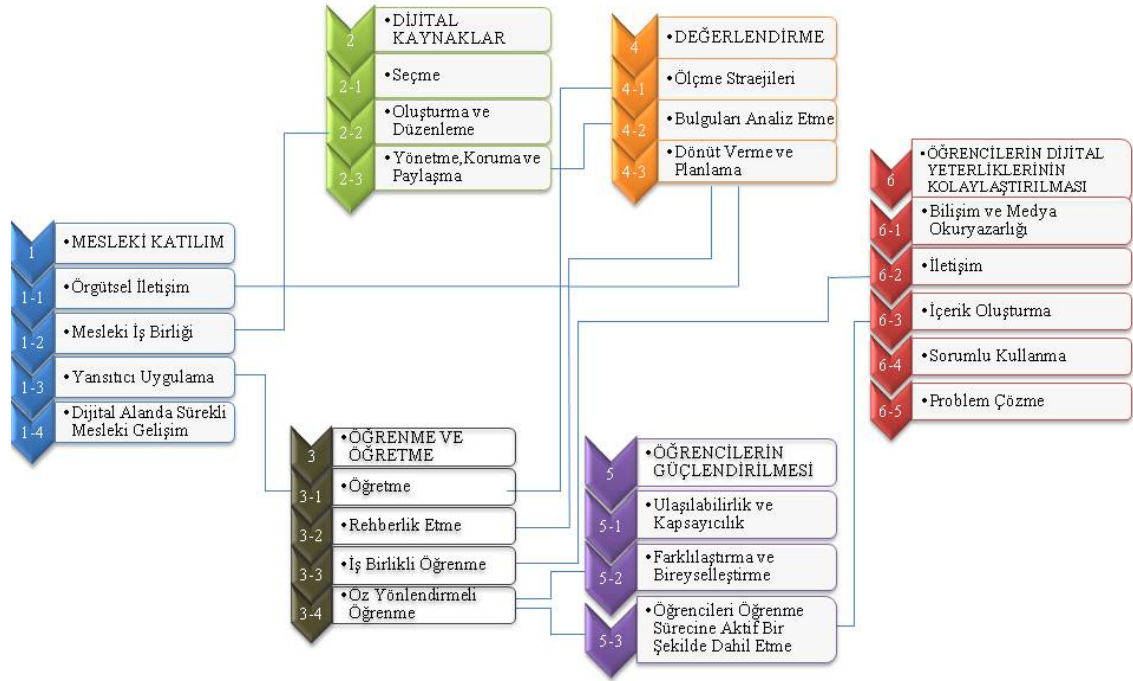 2
•DİJİTAL
KAYNAKLAR
2-1
•Seçme
2-2
•Oluşturma ve
Düzenleme
2-3
•Yönetme,Koruma ve
Paylaşma
4
•DEĞERLENDİRME
4-1
•Ölçme Straejileri
4-2
•Bulguları Analiz Etme
4-3
•Dönüt Verme ve
Planlama
6
•ÖĞRENCİLERİN DİJİTAL
YETERLİKLERİNİN
KOLAYLAŞTIRILMASI
6-1
•Bilişim ve Medya
Okuryazarlığı
6-2
•İletişim
6-3
•İçerik Oluşturma
6-4
•Sorumlu Kullanma
6-5
•Problem Çözme
1
•MESLEKİ KATILIM
1-1
•Örgütsel İletişim
1-2
•Mesleki İş Birliği
1-3
•Yansıtıcı Uygulama
1-4
•Dijital Alanda Sürekli
Mesleki Gelişim
3
•ÖĞRENME VE
ÖĞRETME
3-1
•Öğretme
3-2
•Rehberlik Etme
3-3
•İş Birlikli Öğrenme
3-4
•Öz Yönlendirmeli
Öğrenme
5
•ÖĞRENCİLERİN
GÜÇLENDİRİLMESİ
5-1
•Ulaşılabilirlik ve
Kapsayıcılık
5-2
•Farklılaştırma ve
Bireyselleştirme
5-3
•Öğrencileri Öğrenme
Sürecine Aktif Bir
Şekilde Dahil Etme